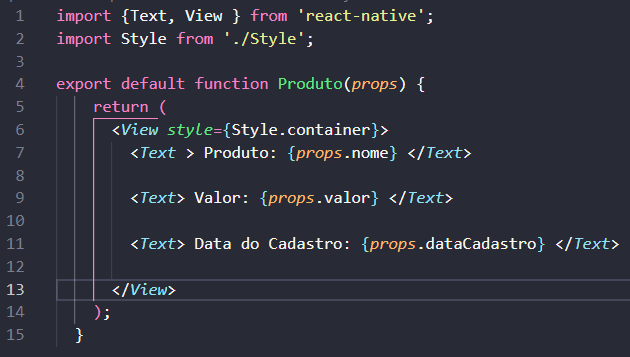 1 import {Text, View } from 'react-native';
2 import Style from './Style';
3
4 export default function Produto(props) {
5 return (
6 <View style={Style.container}>
7 <Text > Produto: {props.nome} </Text>
8
9 <Text> Valor: {props.valor} </Text>
10
11 <Text> Data do Cadastro: {props.dataCadastro} </Text>
12
13 </View>
14 );
15 }